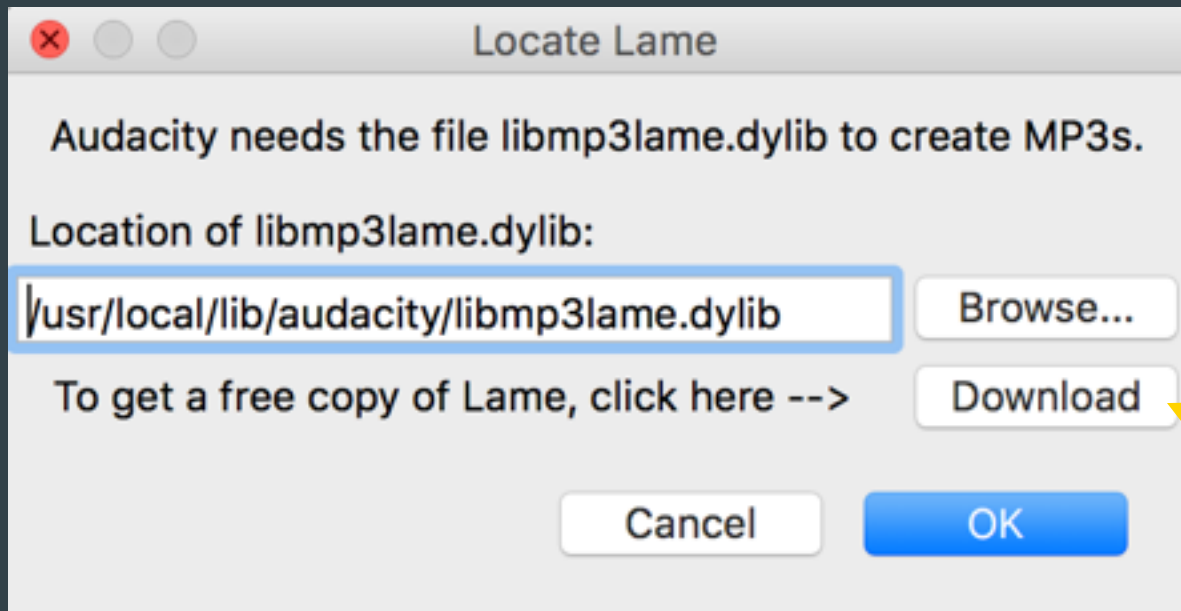 Locate Lame
Audacity needs the file libmp3lame.dylib to create MP3s.
Location of libmp3lame.dylib:
/usr/local/lib/audacity/libmp3lame.dylib
Browse...
To get a free copy of Lame, click here -->
Download
Cancel
OK